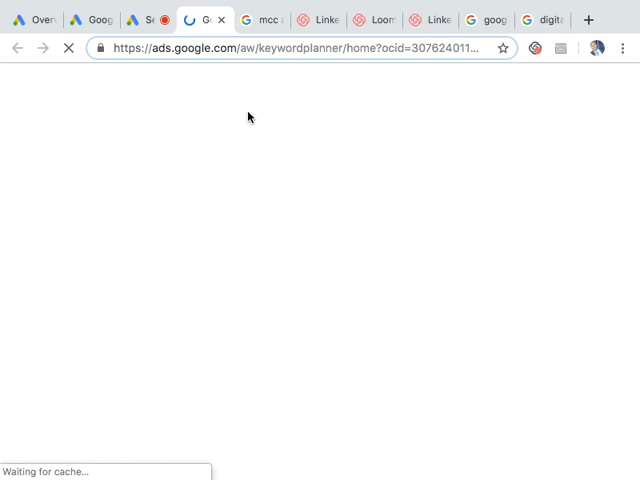 Over
Goog
Se
Go
mcc a
Linke
Loom
Linke
goog
digita
https://ads.google.com/aw/keywordplanner/home?ocid=307624011...
Waiting for cache...